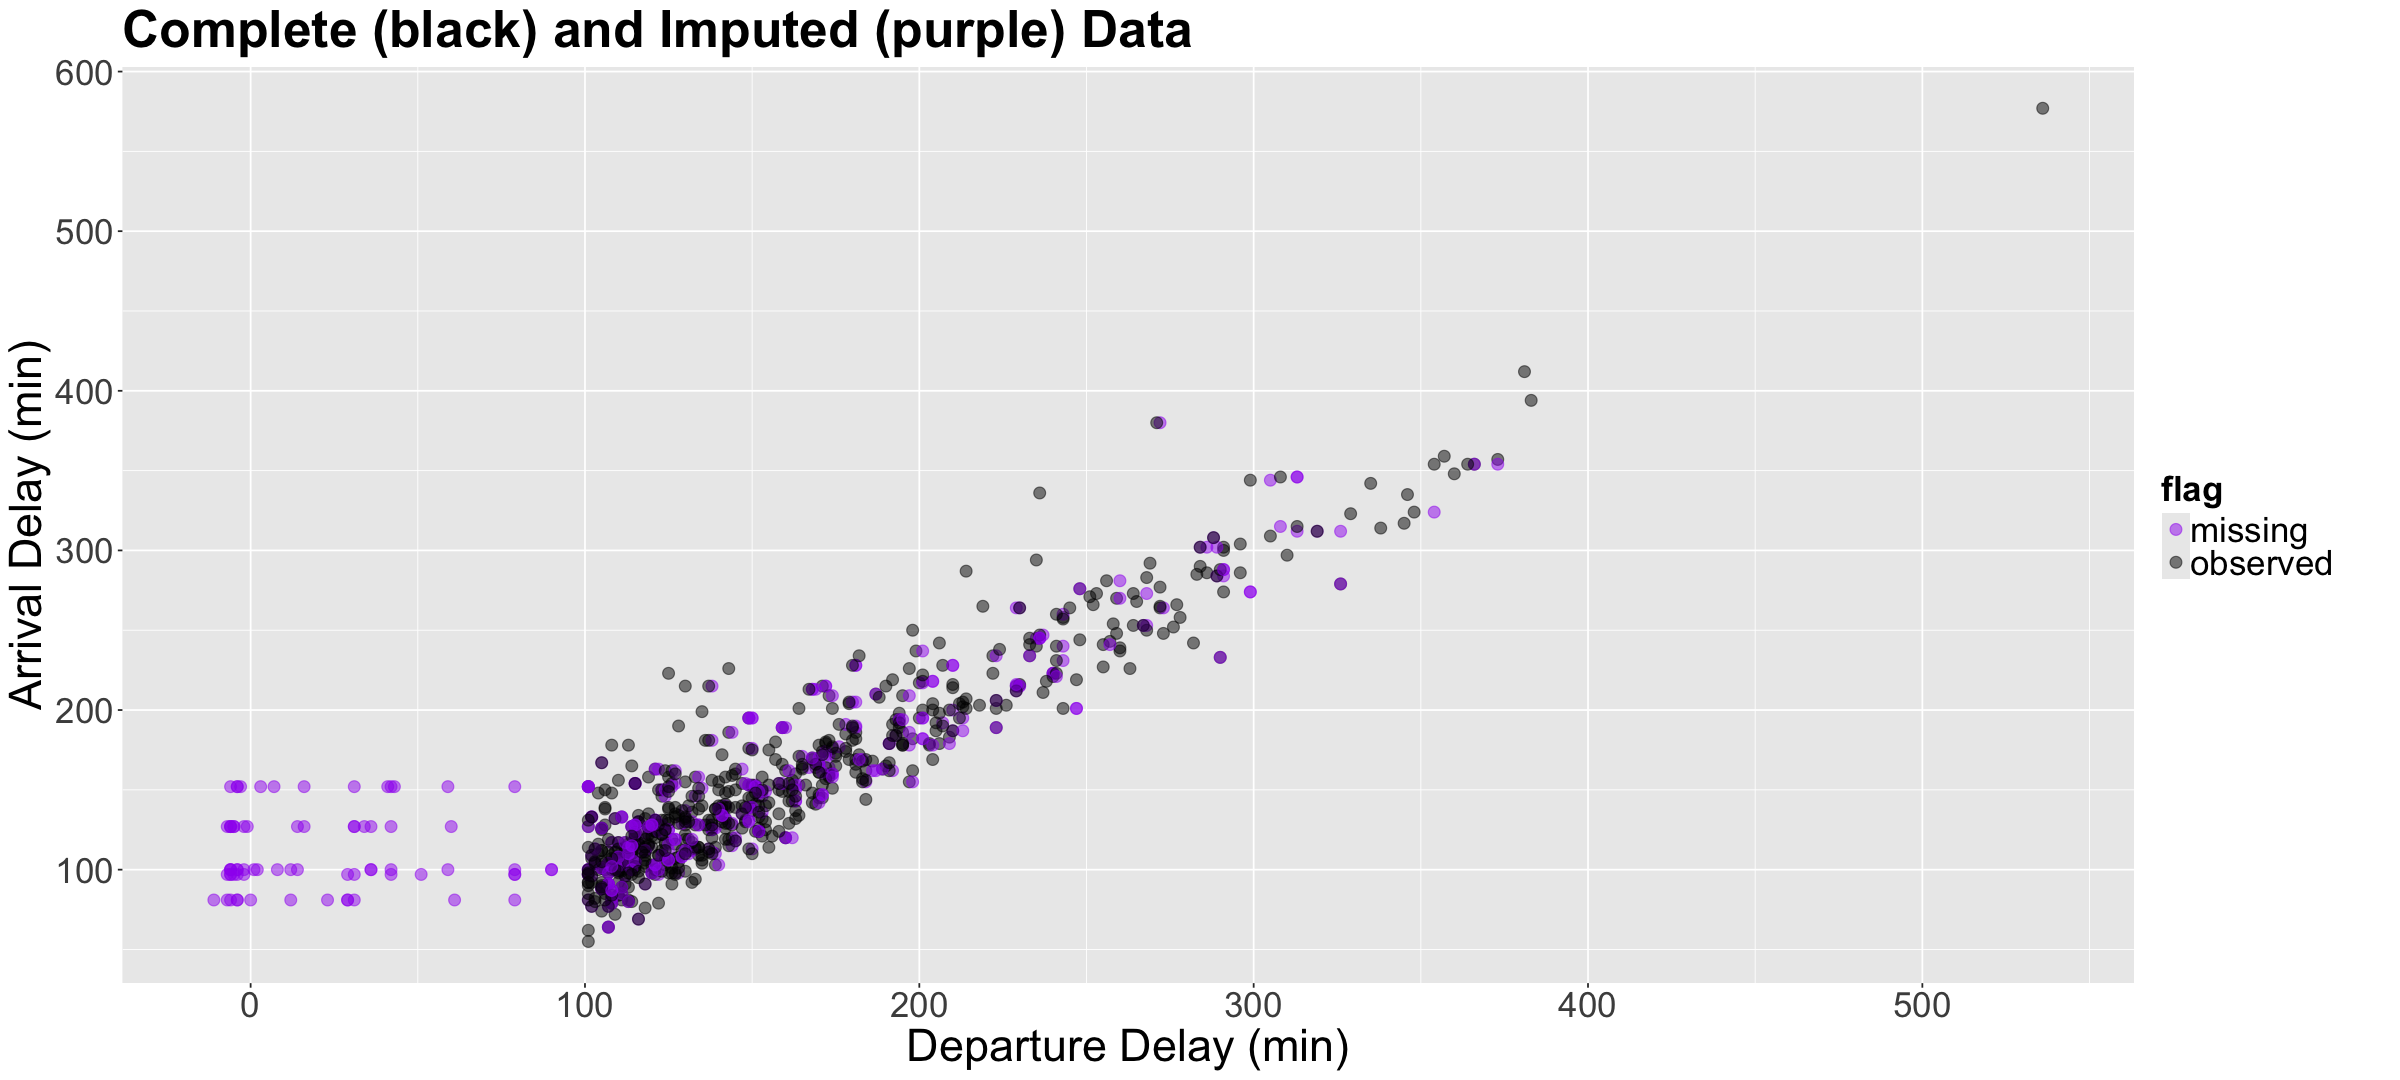 Complete (black) and Imputed (purple) Data
600
500
400
300
200
100
Arrival Delay (min)
0
100
200
300
400
500
Departure Delay (min)
flag
missing
observed